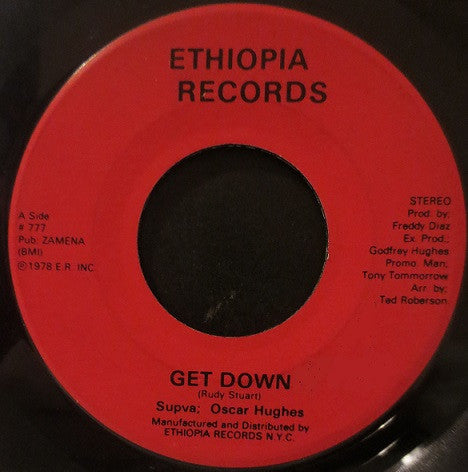 ETHIOPIA
RECORDS
A Side
# 777
Pub. ZAMENA
(BMI)
℗1978 E.R. INC.
STEREO
Prod. by:
Freddy Diaz
Ex. Prod.;
Godfrey Hughes
Promo. Man;
Tony Tommorrow
Arr. by;
Ted Roberson
GET DOWN
(Rudy Stuart)
Supva; Oscar Hughes
Manufactured and Distributed by
ETHIOPIA RECORDS N.Y.C.